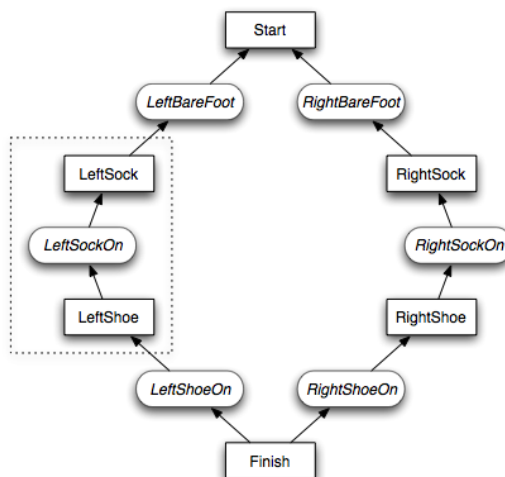 Start
LeftBareFoot
RightBareFoot
LeftSock
RightSock
LeftSockOn
RightSockOn
LeftShoe
RightShoe
LeftShoeOn
RightShoeOn
Finish